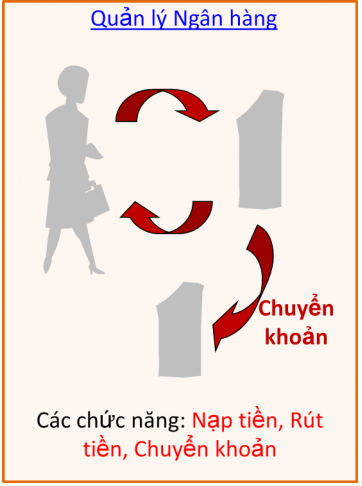 Quản lý Ngân hàng
Chuyển
khoản
Các chức năng: Nạp tiền, Rút
tiền, Chuyển khoản